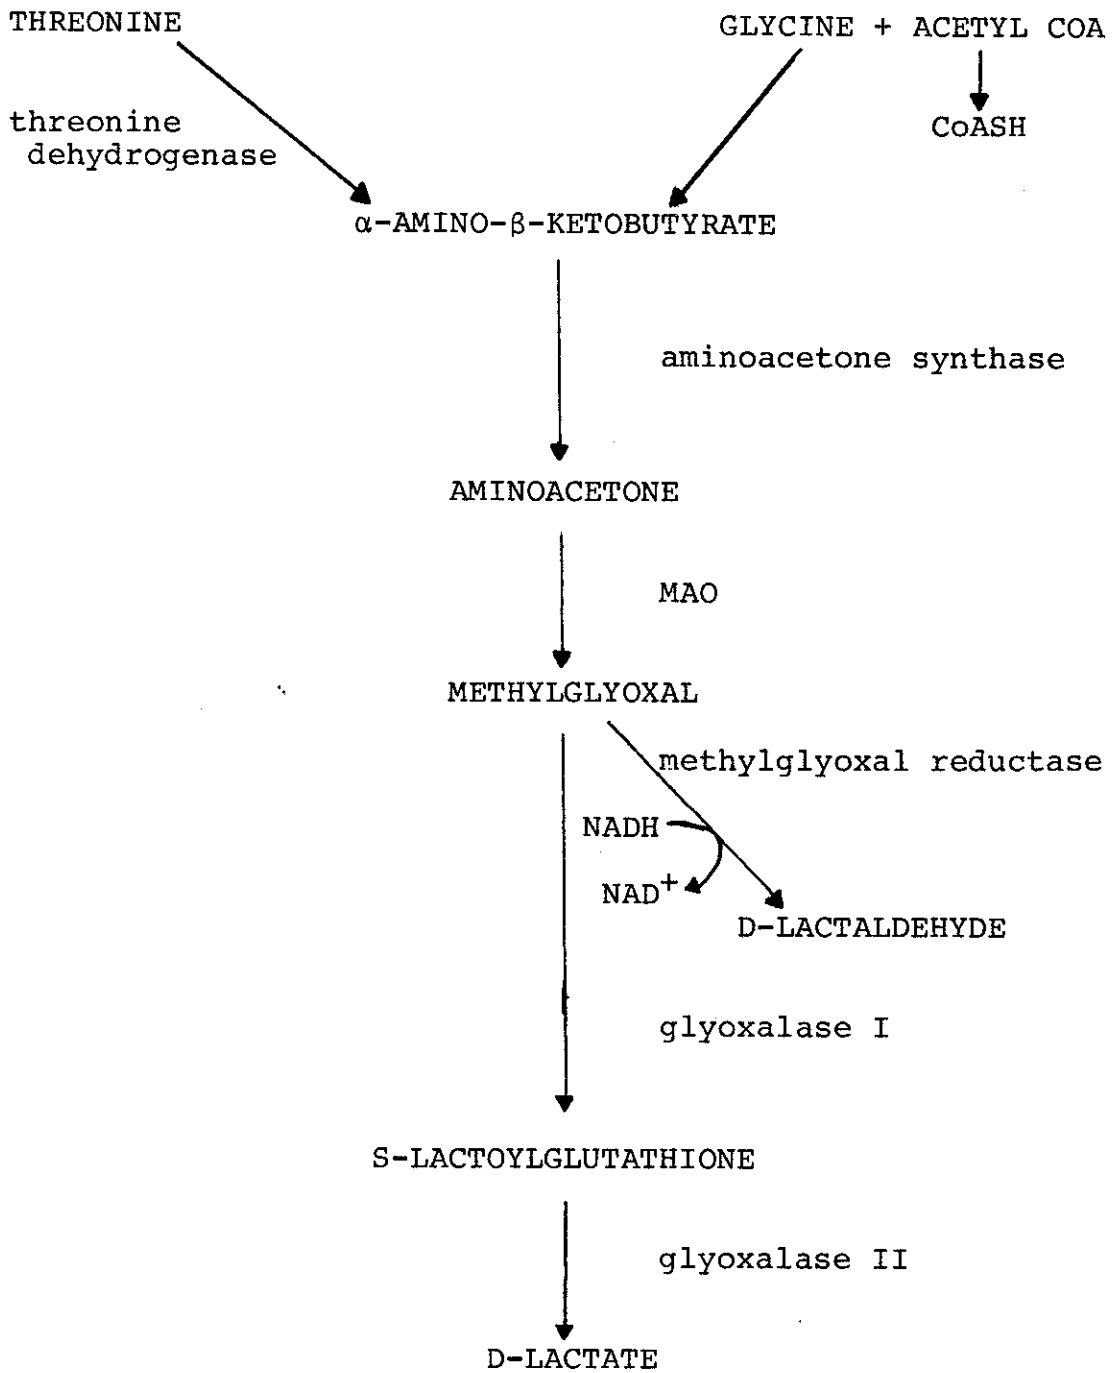 THREONINE
GLYCINE + ACETYL COA
threonine
dehydrogenase
CoASH
α-AMINO-β-KETOBUTYRATE
aminoacetone synthase
AMINOACETONE
MAO
METHYLGLYOXAL
methylglyoxal reductase
NADH
NAD+
D-LACTALDEHYDE
glyoxalase I
S-LACTOYLGLUTATHIONE
glyoxalase II
D-LACTATE